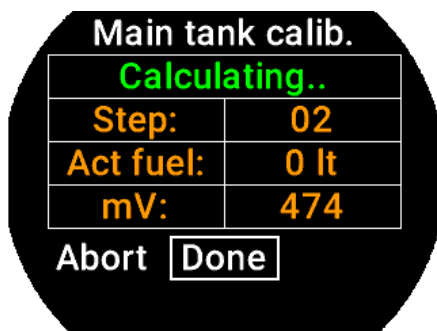 Main tank calib.
Calculating..
Step: 02
Act fuel: 0 lt
mV: 474
Abort Done